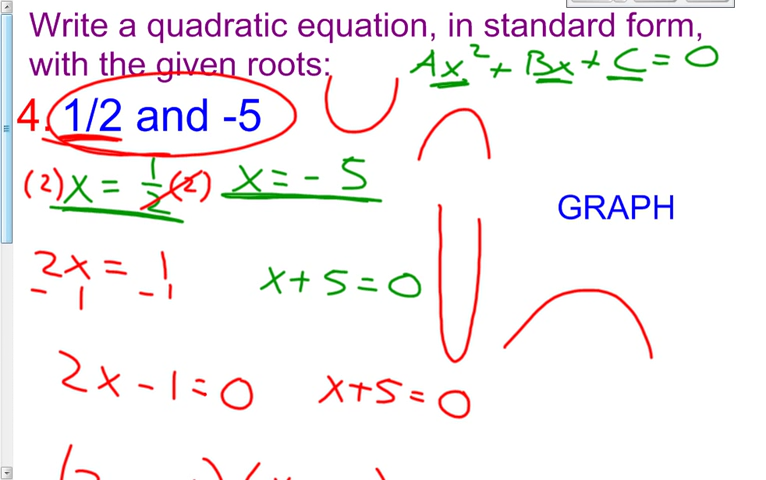 Write a quadratic equation, in standard form,
with the given roots: Ax² + Bx + C = 0
4. 1/2 and -5
(2) x = 1/2 (2) x = - 5
GRAPH
2x = 1 x + 5 = 0
- 1 - 1
2x - 1 = 0 x + 5 = 0